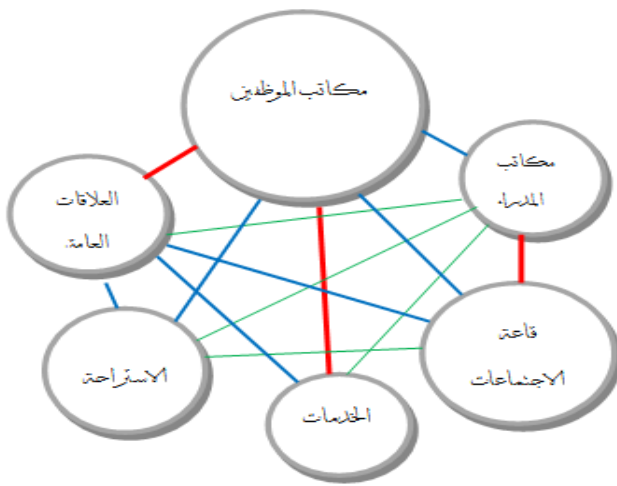 مكاتب الموظفين
مكاتب
المدراء
العلاقات
العامة
قاعة
الاجتماعات
الاستراحة
الخدمات